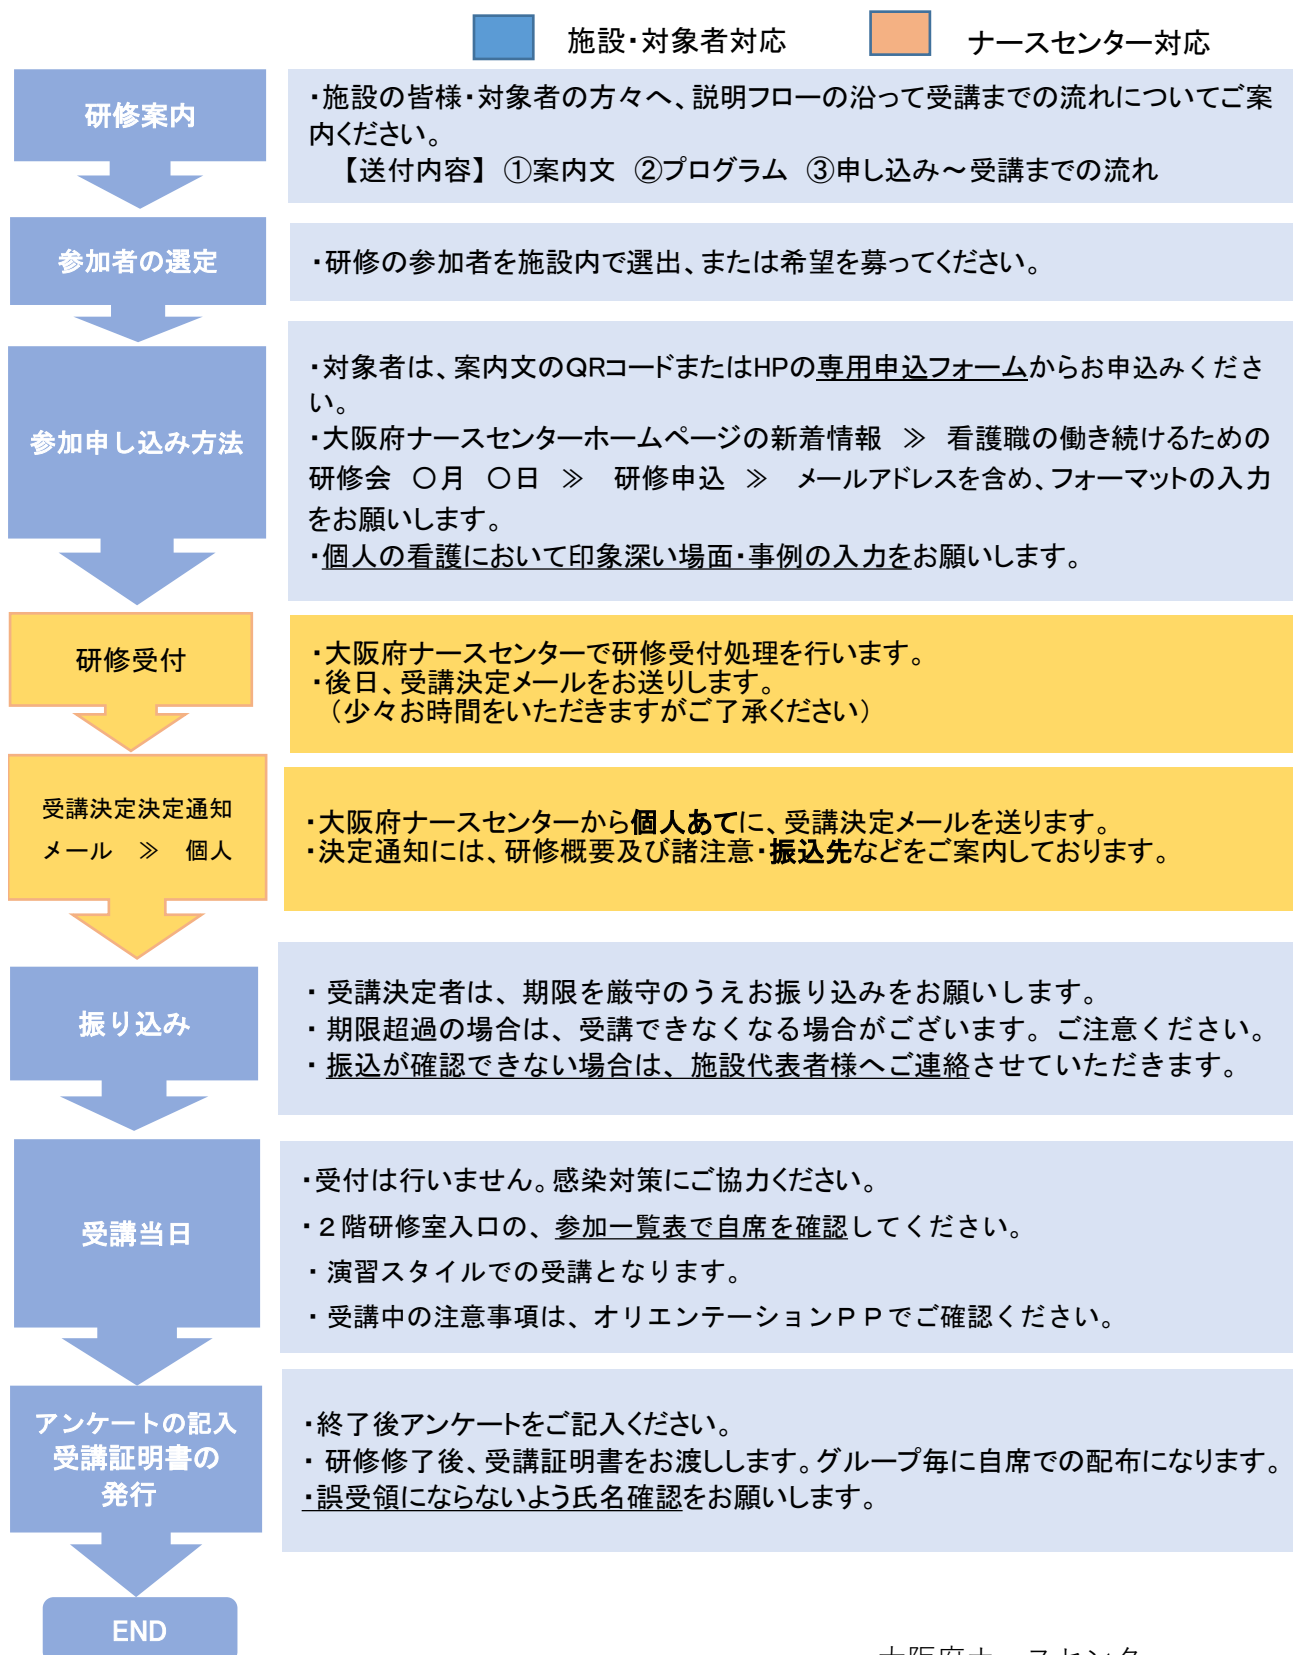 施設・対象者対応　ナースセンター対応
研修案内
・施設の皆様・対象者の方々へ、説明フローの沿って受講までの流れについてご案
内ください。
【送付内容】 ①案内文 ②プログラム ③申し込み～受講までの流れ
参加者の選定
・研修の参加者を施設内で選出、または希望を募ってください。
参加申し込み方法
・対象者は、案内文のQRコードまたはHPの専用申込フォームからお申込みくださ
い。
・大阪府ナースセンターホームページの新着情報 ≫ 看護職の働き続けるための
研修会 〇月 〇日 ≫ 研修申込 ≫ メールアドレスを含め、フォーマットの入力
をお願いします。
・個人の看護において印象深い場面・事例の入力をお願いします。
研修受付
・大阪府ナースセンターで研修受付処理を行います。
・後日、受講決定メールをお送りします。
（少々お時間をいただきますがご了承ください）
受講決定決定通知
メール ≫ 個人
・大阪府ナースセンターから個人あてに、受講決定メールを送ります。
・決定通知には、研修概要及び諸注意・振込先などをご案内しております。
振り込み
・受講決定者は、期限を厳守のうえお振り込みをお願いします。
・期限超過の場合は、受講できなくなる場合がございます。ご注意ください。
・振込が確認できない場合は、施設代表者様へご連絡させていただきます。
受講当日
・受付は行いません。感染対策にご協力ください。
・２階研修室入口の、参加一覧表で自席を確認してください。
・演習スタイルでの受講となります。
・受講中の注意事項は、オリエンテーションＰＰでご確認ください。
アンケートの記入
受講証明書の
発行
・終了後アンケートをご記入ください。
・研修修了後、受講証明書をお渡しします。グループ毎に自席での配布になります。
・誤受領にならないよう氏名確認をお願いします。
END
大阪府ナースセンター